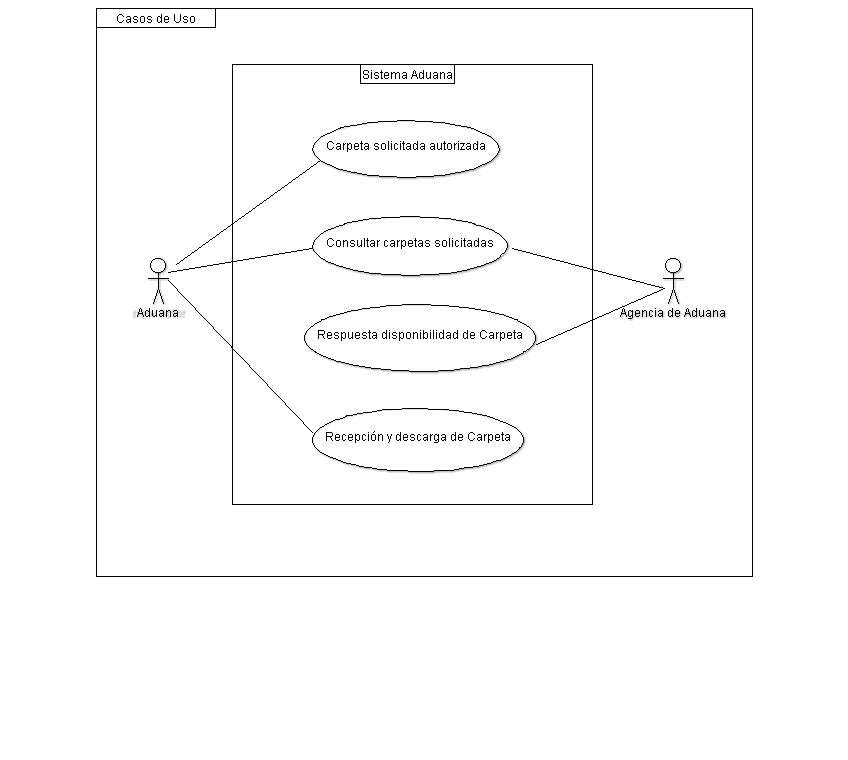 Casos de Uso
Sistema Aduana
Carpeta solicitada autorizada
Consultar carpetas solicitadas
Aduana
Agencia de Aduana
Respuesta disponibilidad de Carpeta
Recepción y descarga de Carpeta